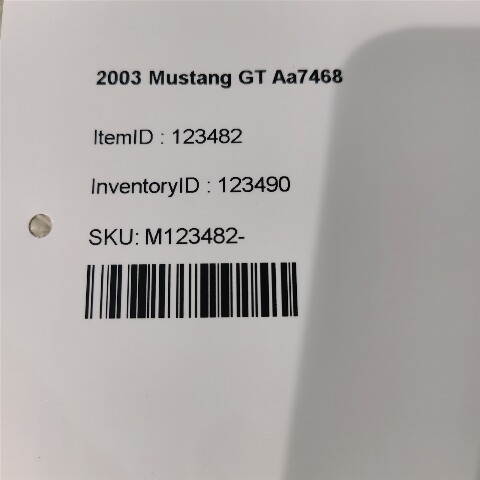 2003 Mustang GT Aa7468
ItemID : 123482
InventoryID : 123490
SKU: M123482-